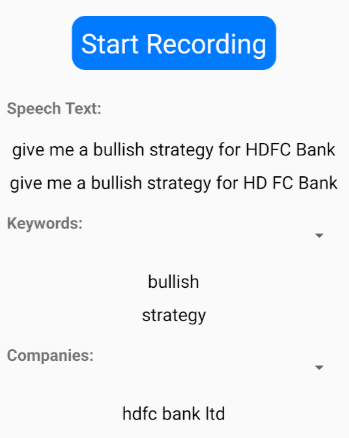 Start Recording
Speech Text:
give me a bullish strategy for HDFC Bank
give me a bullish strategy for HD FC Bank
Keywords:
bullish
strategy
Companies:
hdfc bank ltd